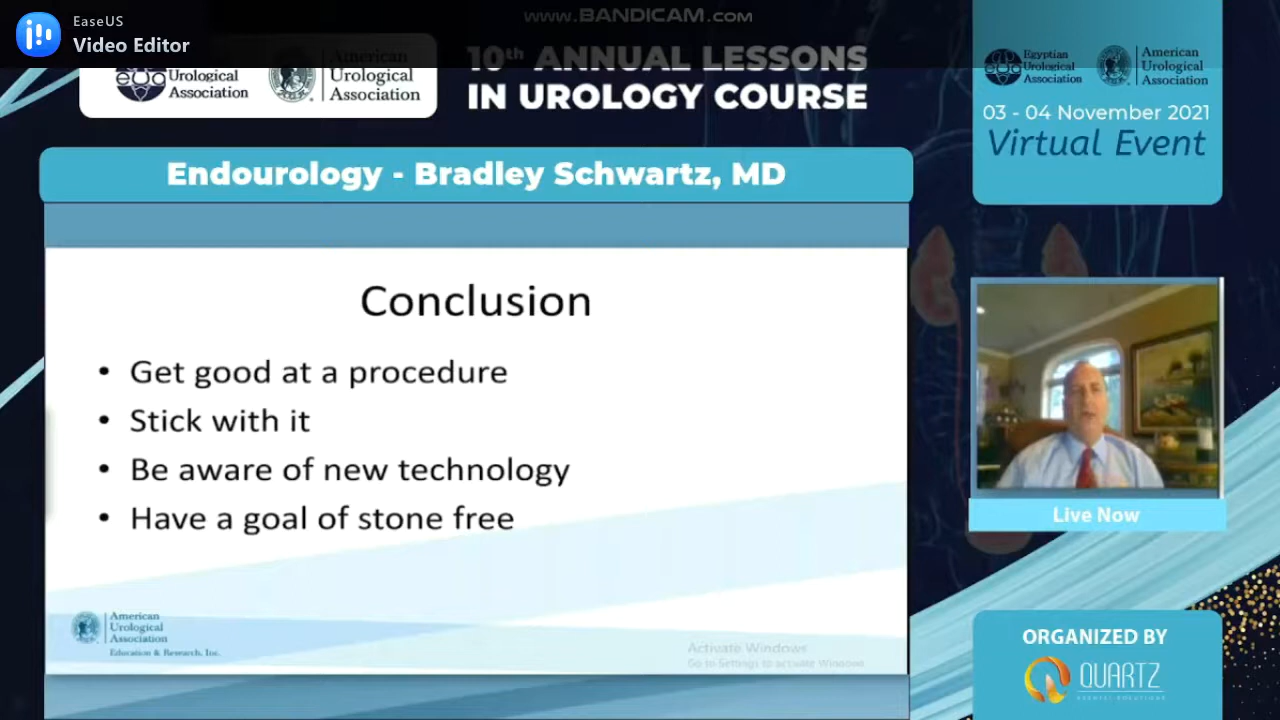 EaseUS
Video Editor
www.BANDICAM.com
Urological
Association
American
Urological
Association
10th ANNUAL LESSONS
IN UROLOGY COURSE
Egyptian
Urological
Association
American
Urological
Association
03 - 04 November 2021
Virtual Event
Endourology - Bradley Schwartz, MD
Conclusion
• Get good at a procedure
• Stick with it
• Be aware of new technology
• Have a goal of stone free
American
Urological
Association
Education & Research, Inc.
Activate Windows
Go to Settings to activate Windows
Live Now
ORGANIZED BY
QUARTZ